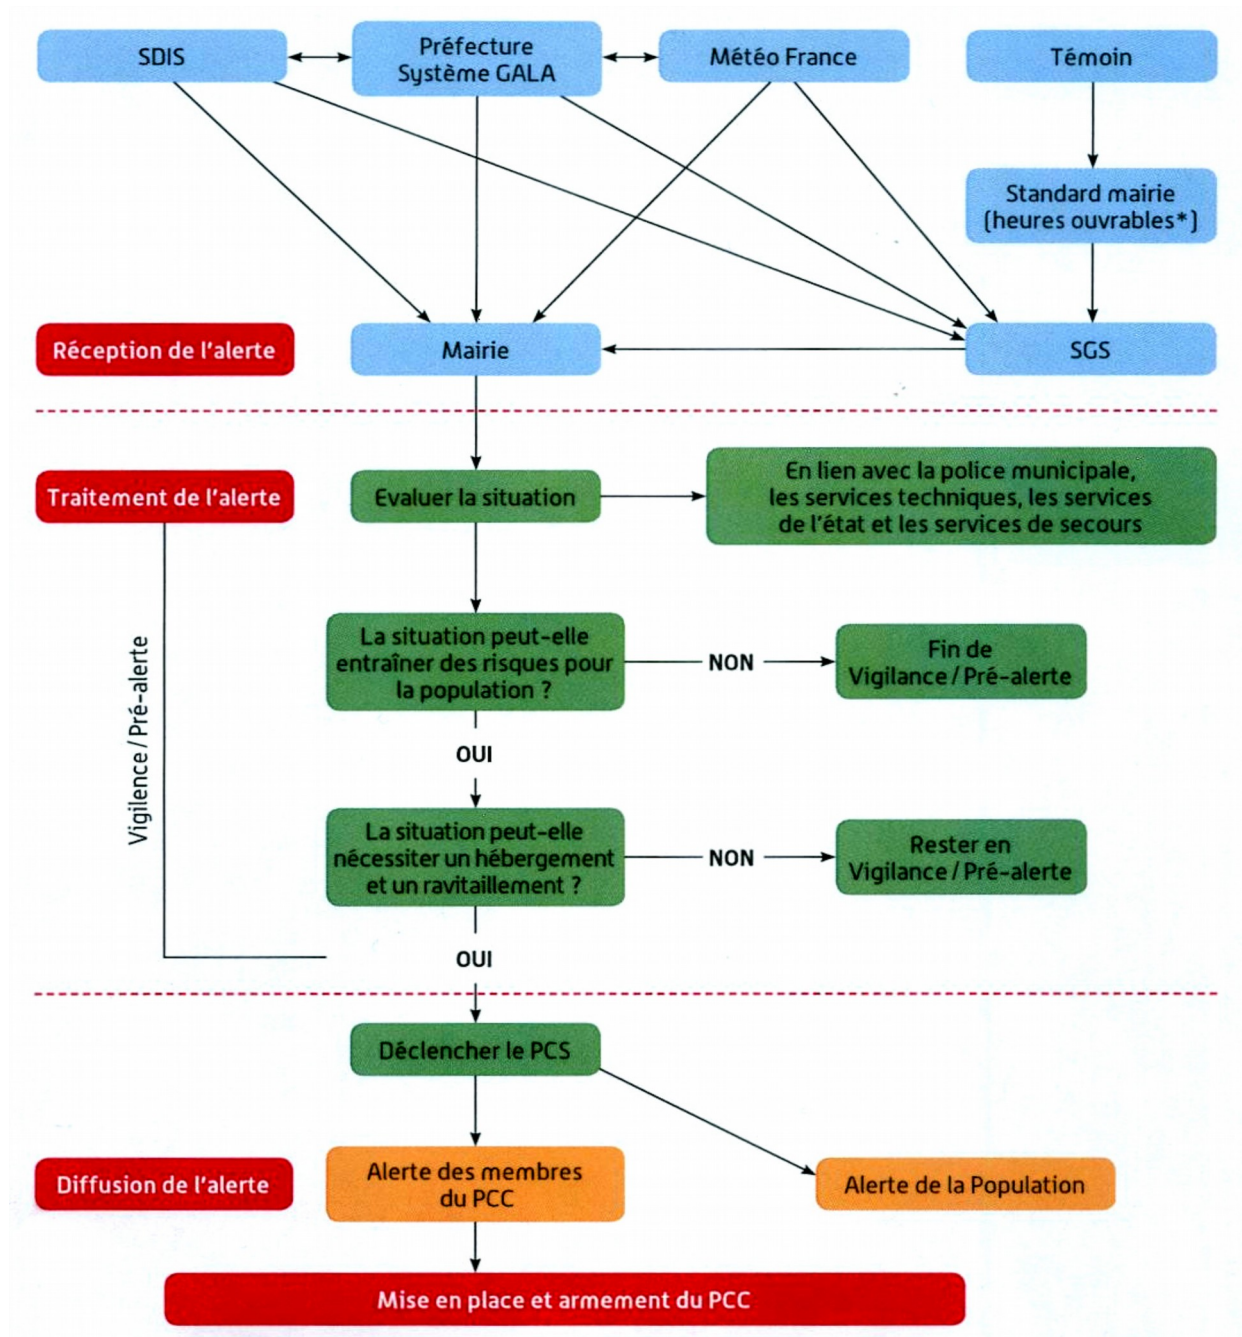 SDIS
Préfecture
Système GALA
Météo France
Témoin
Standard mairie
(heures ouvrables*)
Réception de l'alerte
Mairie
SGS
Traitement de l'alerte
Evaluer la situation
En lien avec la police municipale,
les services techniques, les services
de l'état et les services de secours
Vigilence / Pré-alerte
La situation peut-elle
entraîner des risques pour
la population ?
NON
Fin de
Vigilance / Pré-alerte
OUI
La situation peut-elle
nécessiter un hébergement
et un ravitaillement ?
NON
Rester en
Vigilance / Pré-alerte
OUI
Déclencher le PCS
Diffusion de l'alerte
Alerte des membres
du PCC
Alerte de la Population
Mise en place et armement du PCC